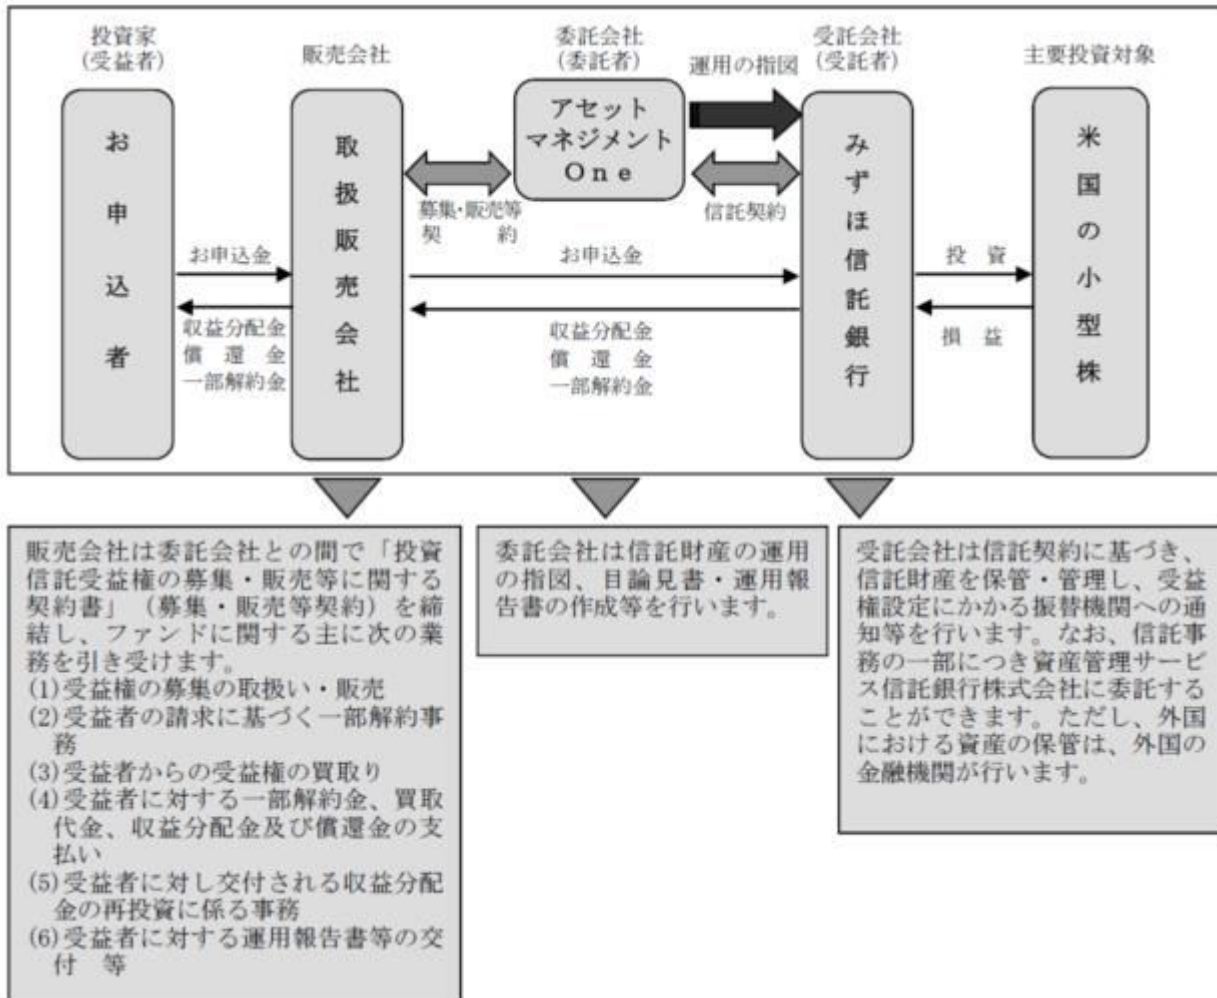 投資家
(受益者)
販売会社
委託会社
(委託者)
運用の指図
受託会社
(受託者)
主要投資対象
お申込者
取扱販売会社
アセット
マネジメント
One
みずほ信託銀行
米国の小型株
募集・販売等
契約
信託契約
お申込金
お申込金
投資
収益分配金
償還金
一部解約金
収益分配金
償還金
一部解約金
損益
販売会社は委託会社との間で「投資
信託受益権の募集・販売等に関する
契約書」（募集・販売等契約）を締
結し、ファンドに関する主に次の業
務を引き受けます。
(1)受益権の募集の取扱い・販売
(2)受益者の請求に基づく一部解約事
務
(3)受益者からの受益権の買取り
(4)受益者に対する一部解約金、買取
代金、収益分配金及び償還金の支
払い
(5)受益者に対し交付される収益分配
金の再投資に係る事務
(6)受益者に対する運用報告書等の交
付　等
委託会社は信託財産の運用
の指図、目論見書・運用報
告書の作成等を行います。
受託会社は信託契約に基づき、
信託財産を保管・管理し、受益
権設定にかかる振替機関への通
知等を行います。なお、信託事
務の一部につき資産管理サービ
ス信託銀行株式会社に委託する
ことができます。ただし、外国
における資産の保管は、外国の
金融機関が行います。